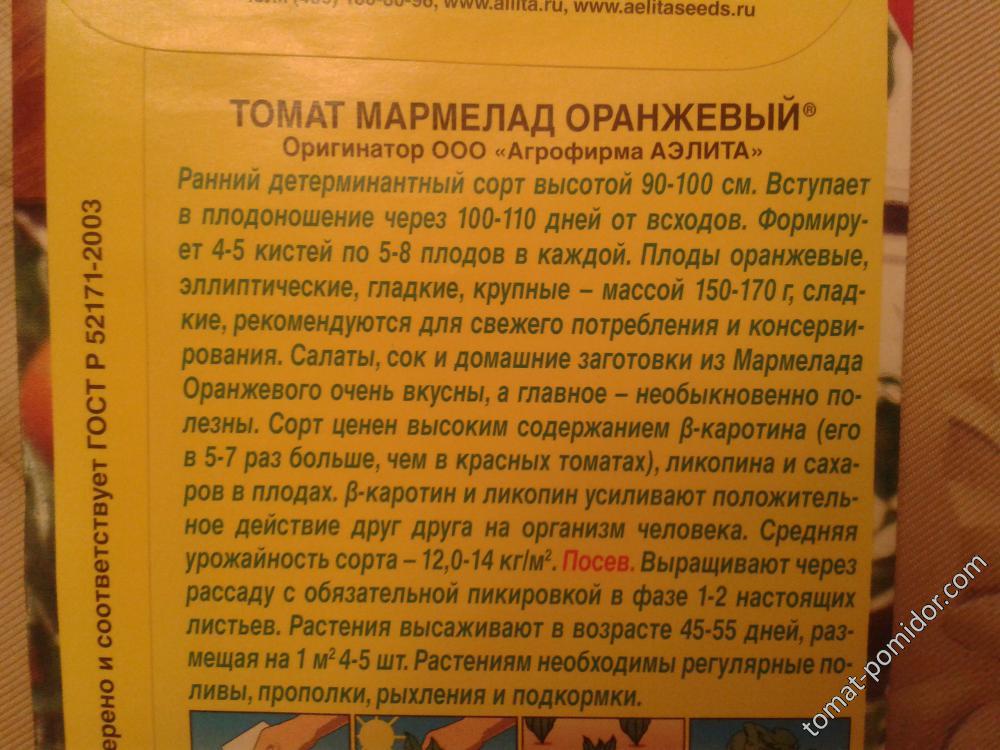 www.ailita.ru, www.aelitaseeds.ru
ТОМАТ МАРМЕЛАД ОРАНЖЕВЫЙ®
Оригинатор ООО «Агрофирма АЭЛИТА»
Ранний детерминантный сорт высотой 90-100 см. Вступает
в плодоношение через 100-110 дней от всходов. Формиру-
ет 4-5 кистей по 5-8 плодов в каждой. Плоды оранжевые,
эллиптические, гладкие, крупные – массой 150-170 г, слад-
кие, рекомендуются для свежего потребления и консерви-
рования. Салаты, сок и домашние заготовки из Мармелада
Оранжевого очень вкусны, а главное – необыкновенно по-
лезны. Сорт ценен высоким содержанием β-каротина (его
в 5-7 раз больше, чем в красных томатах), ликопина и саха-
ров в плодах. β-каротин и ликопин усиливают положитель-
ное действие друг друга на организм человека. Средняя
урожайность сорта – 12,0-14 кг/м². Посев. Выращивают через
рассаду с обязательной пикировкой в фазе 1-2 настоящих
листьев. Растения высаживают в возрасте 45-55 дней, раз-
мещая на 1 м² 4-5 шт. Растениям необходимы регулярные по-
ливы, прополки, рыхления и подкормки.
ерено и соответствует ГОСТ Р 52171-2003
tomat-pomidor.com